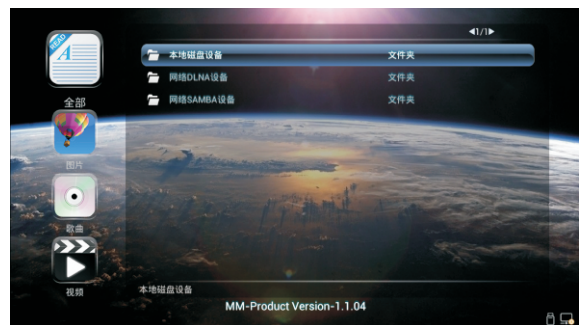 ◀1/1▶
READ
A
本地磁盘设备 文件夹
网络DLNA设备 文件夹
网络SAMBA设备 文件夹
全部
图片
歌曲
视频
本地磁盘设备
MM-Product Version-1.1.04